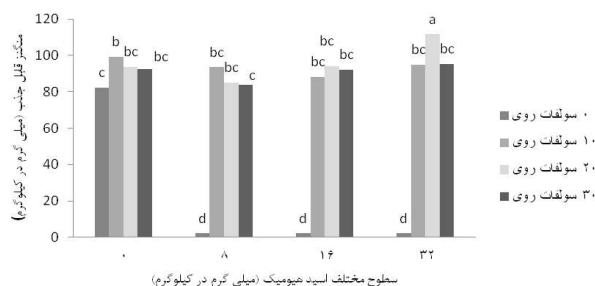 منگنز قابل جذب (میلی گرم در کیلوگرم)
120
100
80
60
40
20
0
c b bc bc
d bc bc c
d bc bc bc
d bc a bc
۰ ۸ ۱۶ ۳۲
سطوح مختلف اسید هیومیک (میلی گرم در کیلوگرم)
۰ سولفات روی
۱۰ سولفات روی
۲۰ سولفات روی
۳۰ سولفات روی